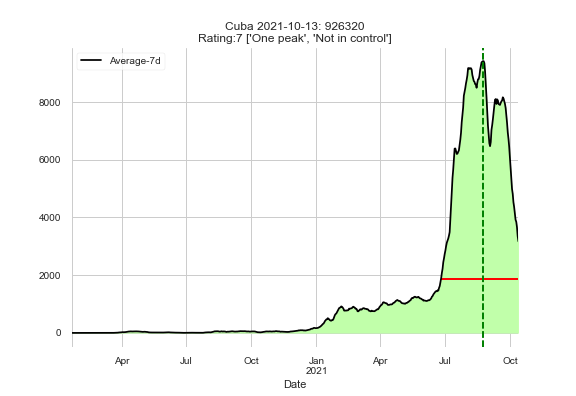 Cuba 2021-10-13: 926320
Rating:7 ['One peak', 'Not in control']
Average-7d
8000
6000
4000
2000
0
Apr Jul Oct Jan Apr Jul Oct
2021
Date